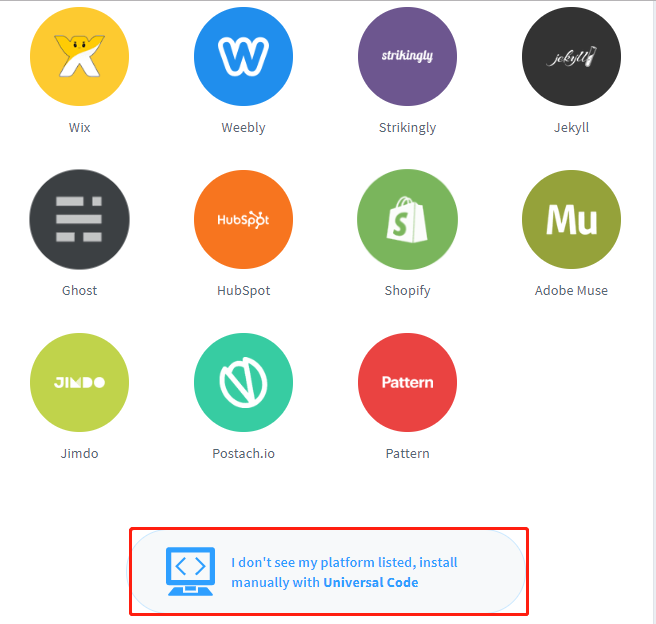 strikingly
jekyll
Wix
Weebly
Strikingly
Jekyll
HubSpot
S
Mu
Ghost
HubSpot
Shopify
Adobe Muse
JIMDO
Pattern
Jimdo
Postach.io
Pattern
I don't see my platform listed, install
manually with Universal Code